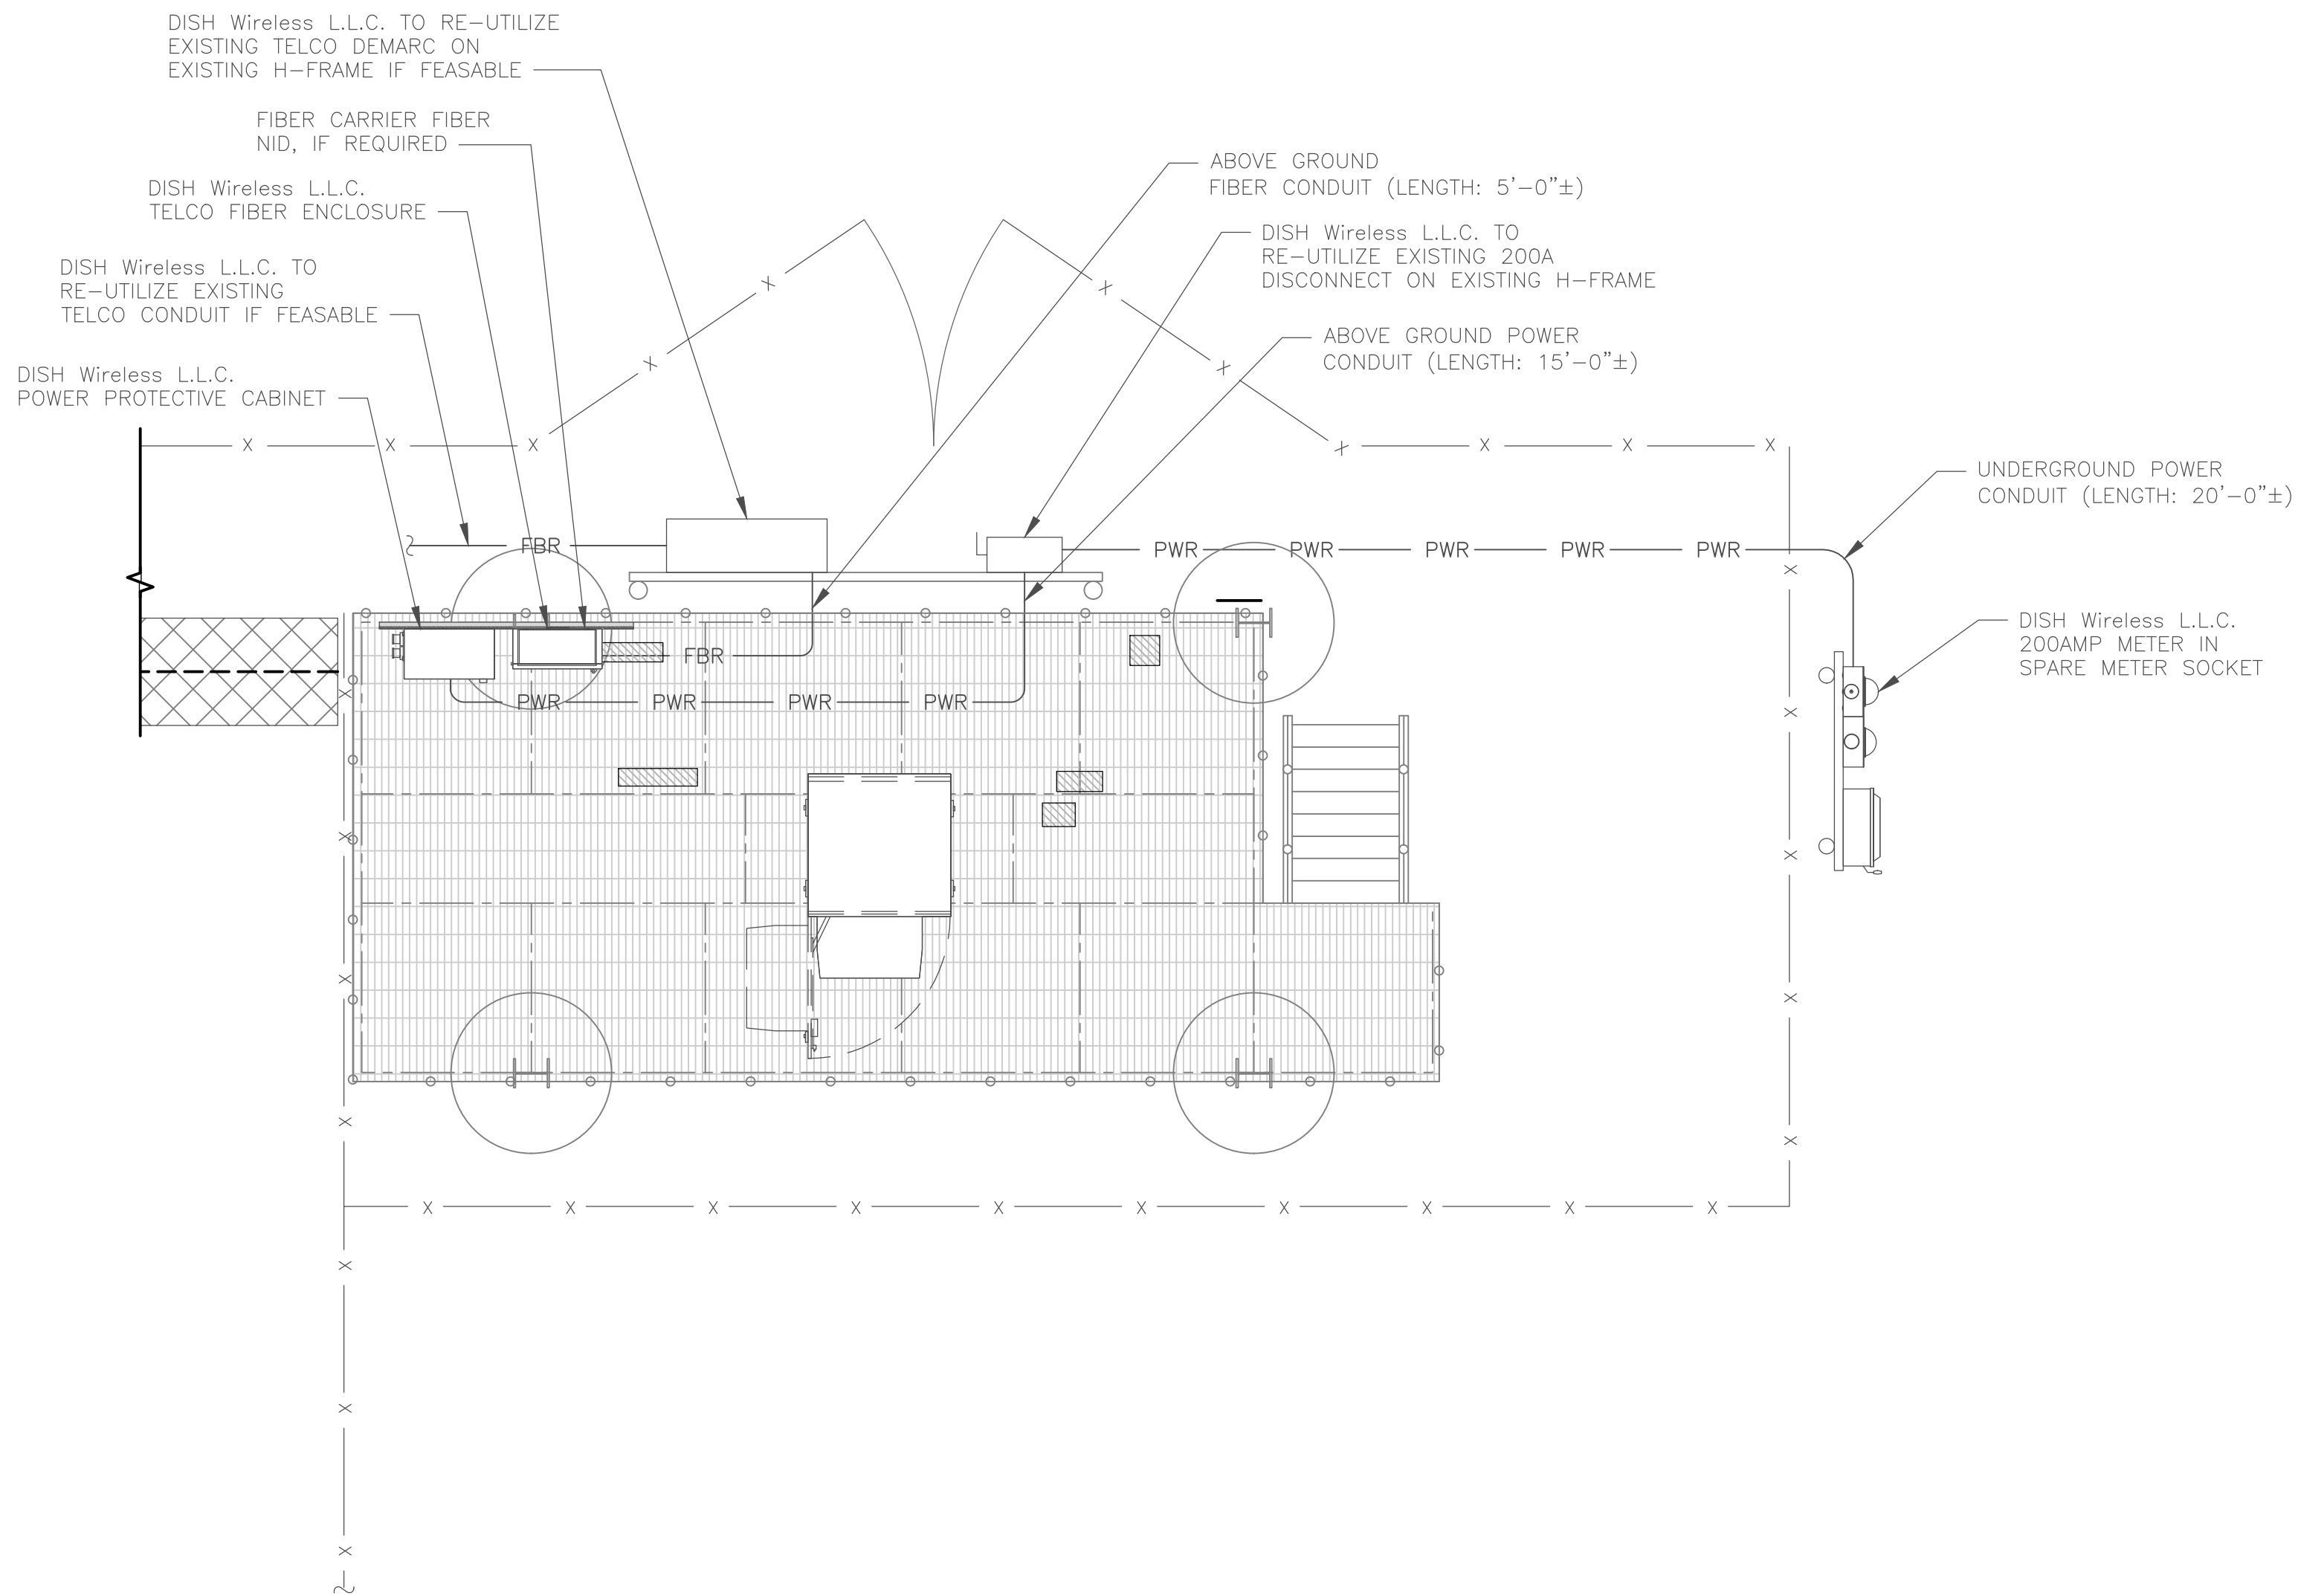 DISH Wireless L.L.C. TO RE-UTILIZE
EXISTING TELCO DEMARC ON
EXISTING H-FRAME IF FEASABLE
FIBER CARRIER FIBER
NID, IF REQUIRED
DISH Wireless L.L.C.
TELCO FIBER ENCLOSURE
DISH Wireless L.L.C. TO
RE-UTILIZE EXISTING
TELCO CONDUIT IF FEASABLE
DISH Wireless L.L.C.
POWER PROTECTIVE CABINET
ABOVE GROUND
FIBER CONDUIT (LENGTH: 5'-0"±)
DISH Wireless L.L.C. TO
RE-UTILIZE EXISTING 200A
DISCONNECT ON EXISTING H-FRAME
ABOVE GROUND POWER
CONDUIT (LENGTH: 15'-0"±)
UNDERGROUND POWER
CONDUIT (LENGTH: 20'-0"±)
DISH Wireless L.L.C.
200AMP METER IN
SPARE METER SOCKET
FBR
PWR PWR PWR PWR PWR
FBR
PWR PWR PWR PWR